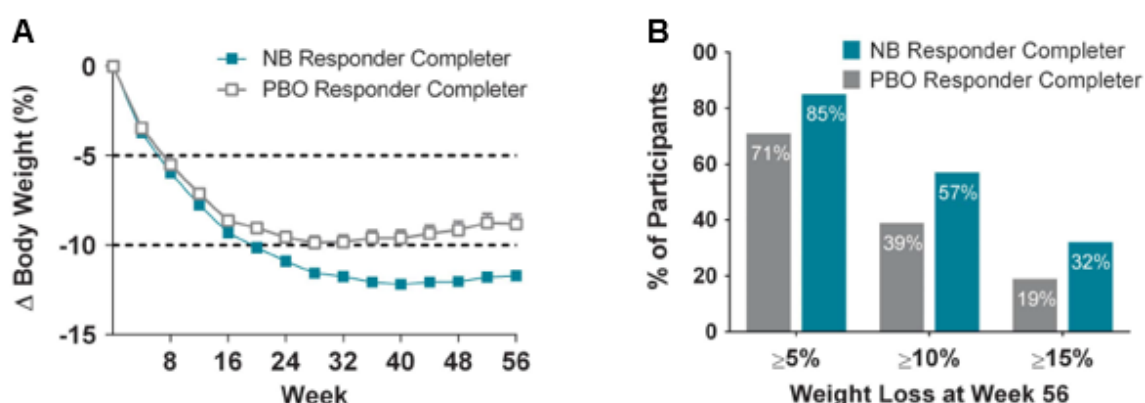 A
NB Responder Completer
PBO Responder Completer
Δ Body Weight (%)
0
-5
-10
-15
8 16 24 32 40 48 56
Week
B
NB Responder Completer
PBO Responder Completer
% of Participants
00
80
60
40
20
0
71%
85%
39%
57%
19%
32%
≥5% ≥10% ≥15%
Weight Loss at Week 56